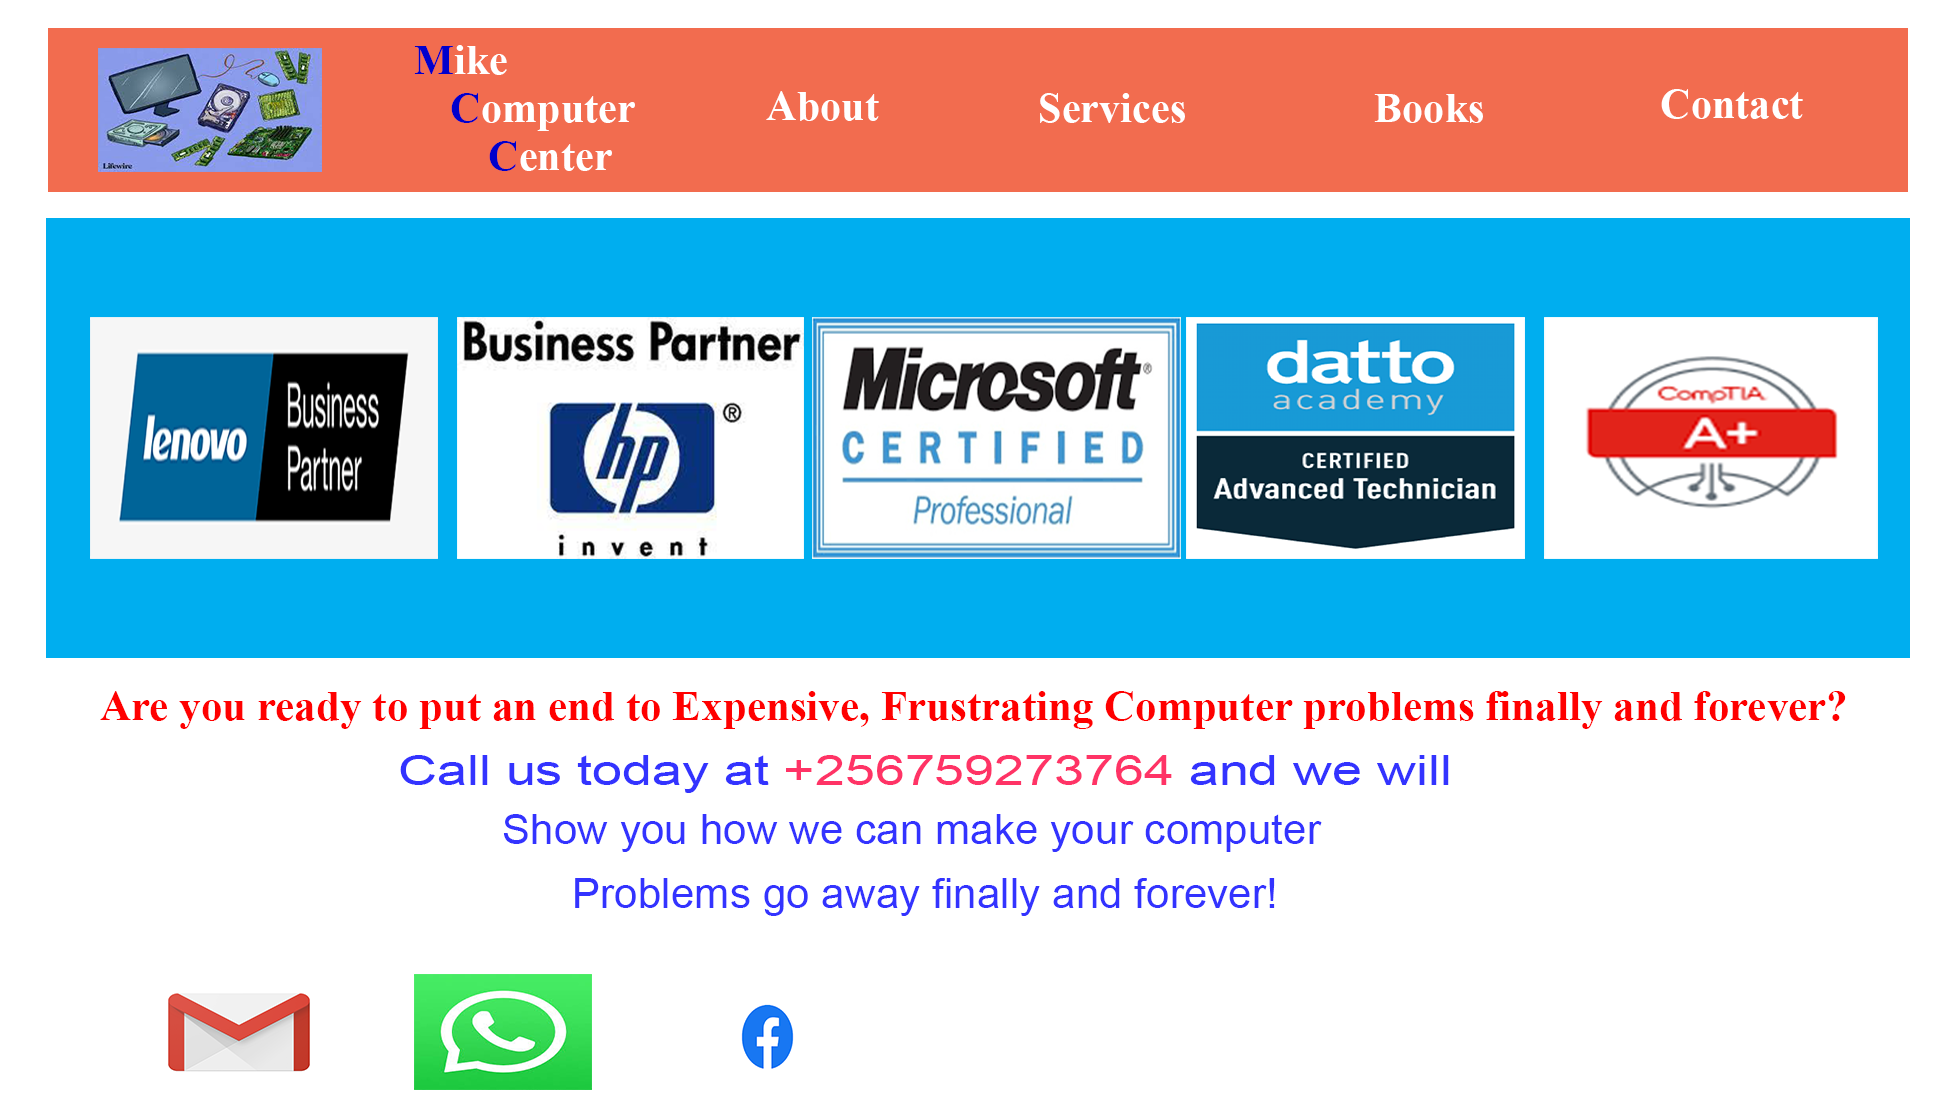 Mike
Computer
Center
About
Services
Books
Contact
Lifewire
lenovo
Business
Partner
Business Partner
hp
®
invent
Microsoft®
CERTIFIED
Professional
datto
academy
CERTIFIED
Advanced Technician
CompTIA
A+
Are you ready to put an end to Expensive, Frustrating Computer problems finally and forever?
Call us today at +256759273764 and we will
Show you how we can make your computer
Problems go away finally and forever!